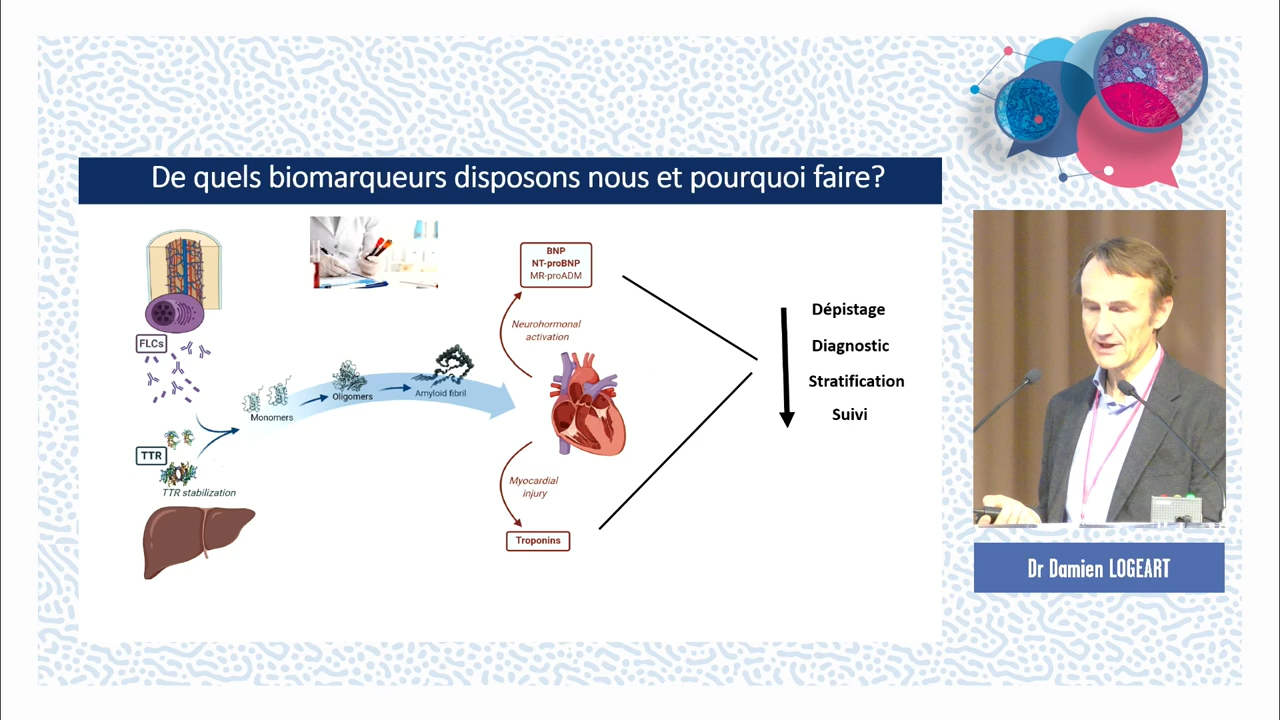 De quels biomarqueurs disposons nous et pourquoi faire?
FLCs
TTR
TTR stabilization
Monomers
Oligomers
Amyloid fibril
BNP
NT-proBNP
MR-proADM
Neurohormonal
activation
Myocardial
injury
Troponins
Dépistage
Diagnostic
Stratification
Suivi
Dr Damien LOGEART